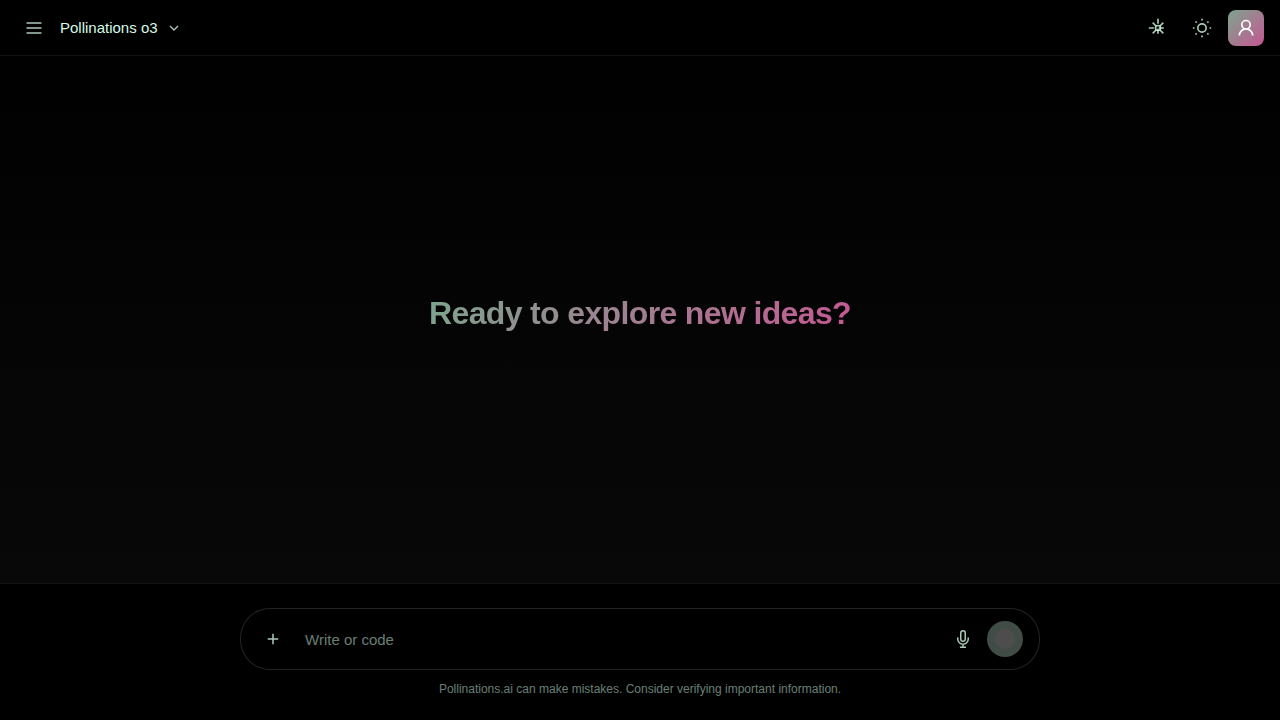 Pollinations o3
Ready to explore new ideas?
Write or code
Pollinations.ai can make mistakes. Consider verifying important information.